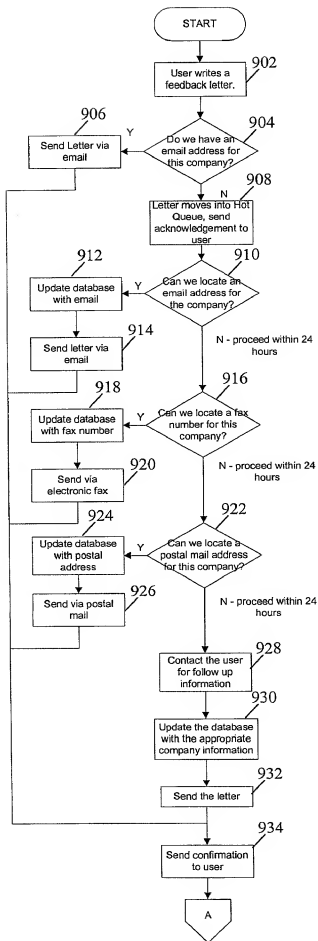 START
902
User writes a
feedback letter.
904
906
Do we have an
email address for
this company?
Y
Send Letter via
email
N
908
Letter moves into Hot
Queue, send
acknowledgement to
user
910
912
Can we locate an
email address for
the company?
Y
Update database
with email
914
Send letter via
email
N - proceed within 24
hours
916
918
Can we locate a fax
number for this
company?
Y
Update database
with fax number
920
Send via
electronic fax
N - proceed within 24
hours
922
924
Can we locate a
postal mail address
for this company?
Y
Update database
with postal
address
926
Send via postal
mail
N - proceed within 24
hours
928
Contact the user
for follow up
information
930
Update the database
with the appropriate
company information
932
Send the letter
934
Send confirmation
to user
A